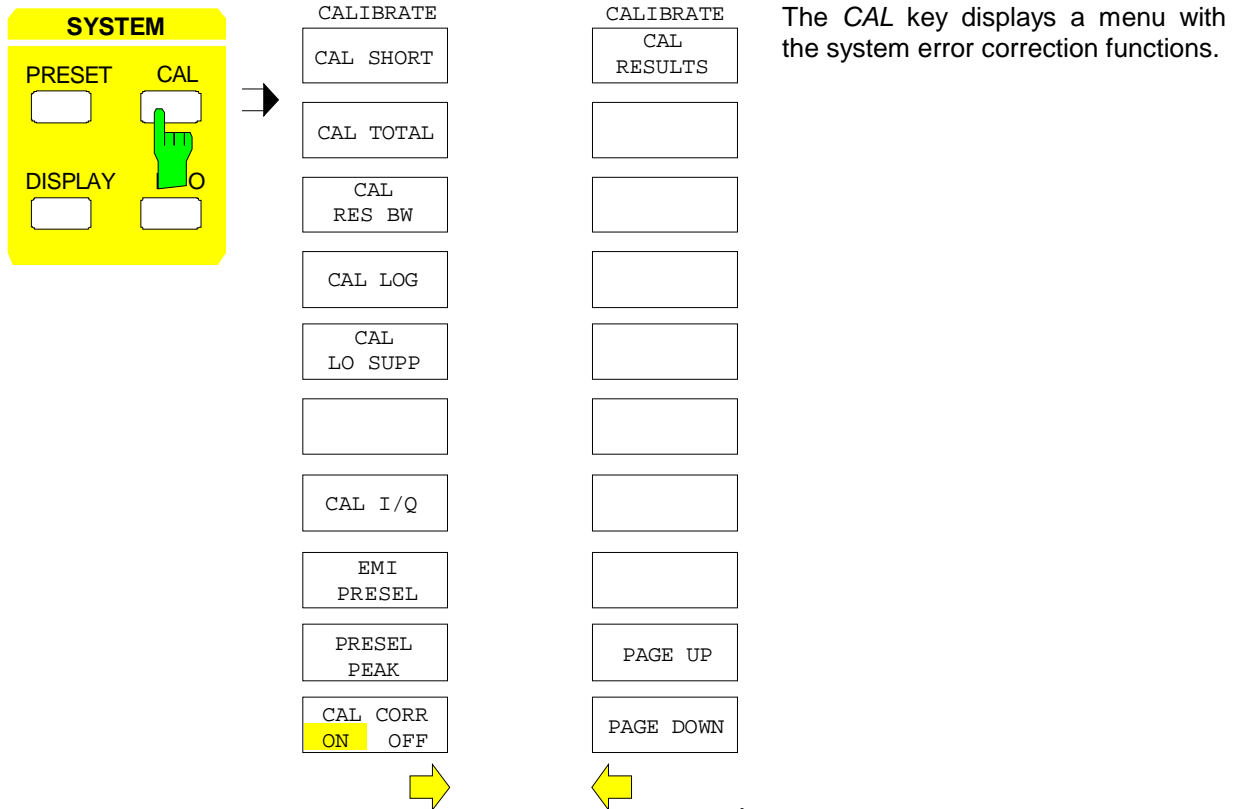 SYSTEM
PRESET CAL
DISPLAY O
CALIBRATE
CAL SHORT
CAL TOTAL
CAL
RES BW
CAL LOG
CAL
LO SUPP
CAL I/Q
EMI
PRESEL
PRESEL
PEAK
CAL CORR
ON OFF
CALIBRATE
CAL
RESULTS
PAGE UP
PAGE DOWN
The CAL key displays a menu with
the system error correction functions.